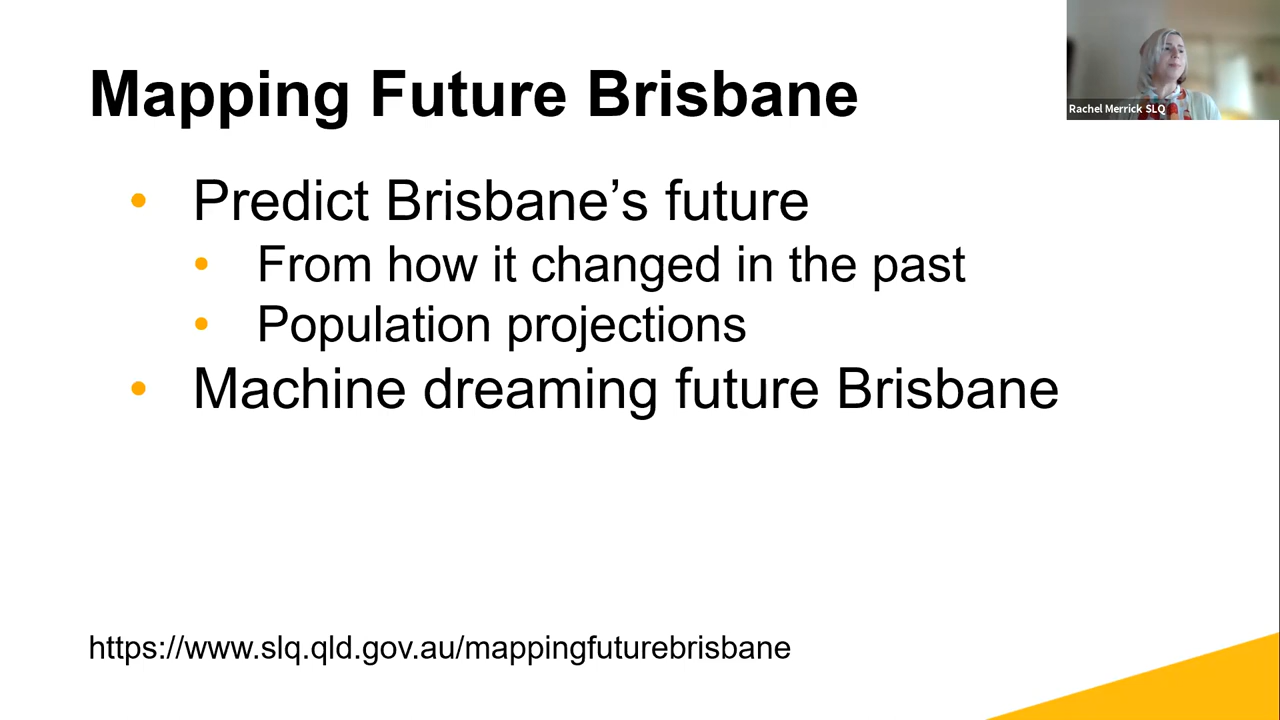 Mapping Future Brisbane
Rachel Merrick SLQ
• Predict Brisbane’s future
• From how it changed in the past
• Population projections
• Machine dreaming future Brisbane
https://www.slq.qld.gov.au/mappingfuturebrisbane